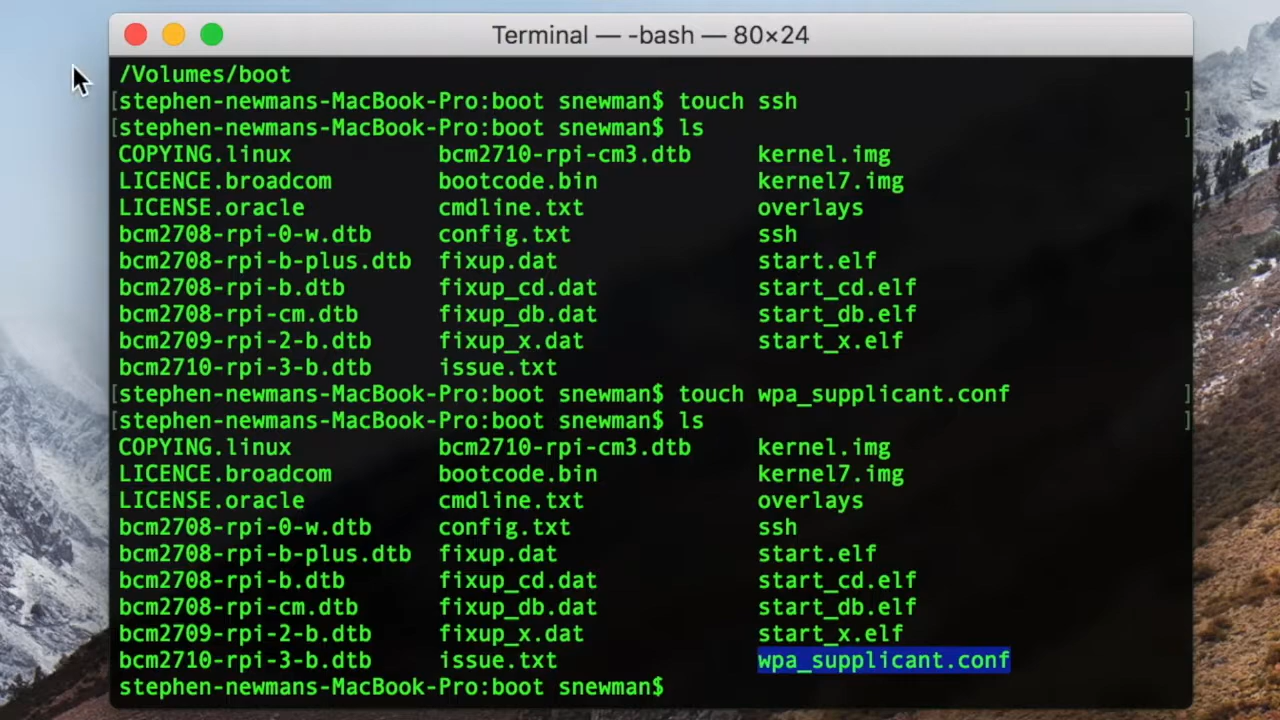 Terminal — -bash — 80×24
/Volumes/boot
[stephen-newmans-MacBook-Pro:boot snewman$ touch ssh ]
[stephen-newmans-MacBook-Pro:boot snewman$ ls ]
COPYING.linux bcm2710-rpi-cm3.dtb kernel.img
LICENCE.broadcom bootcode.bin kernel7.img
LICENSE.oracle cmdline.txt overlays
bcm2708-rpi-0-w.dtb config.txt ssh
bcm2708-rpi-b-plus.dtb fixup.dat start.elf
bcm2708-rpi-b.dtb fixup_cd.dat start_cd.elf
bcm2708-rpi-cm.dtb fixup_db.dat start_db.elf
bcm2709-rpi-2-b.dtb fixup_x.dat start_x.elf
bcm2710-rpi-3-b.dtb issue.txt
[stephen-newmans-MacBook-Pro:boot snewman$ touch wpa_supplicant.conf ]
[stephen-newmans-MacBook-Pro:boot snewman$ ls ]
COPYING.linux bcm2710-rpi-cm3.dtb kernel.img
LICENCE.broadcom bootcode.bin kernel7.img
LICENSE.oracle cmdline.txt overlays
bcm2708-rpi-0-w.dtb config.txt ssh
bcm2708-rpi-b-plus.dtb fixup.dat start.elf
bcm2708-rpi-b.dtb fixup_cd.dat start_cd.elf
bcm2708-rpi-cm.dtb fixup_db.dat start_db.elf
bcm2709-rpi-2-b.dtb fixup_x.dat start_x.elf
bcm2710-rpi-3-b.dtb issue.txt wpa_supplicant.conf
stephen-newmans-MacBook-Pro:boot snewman$